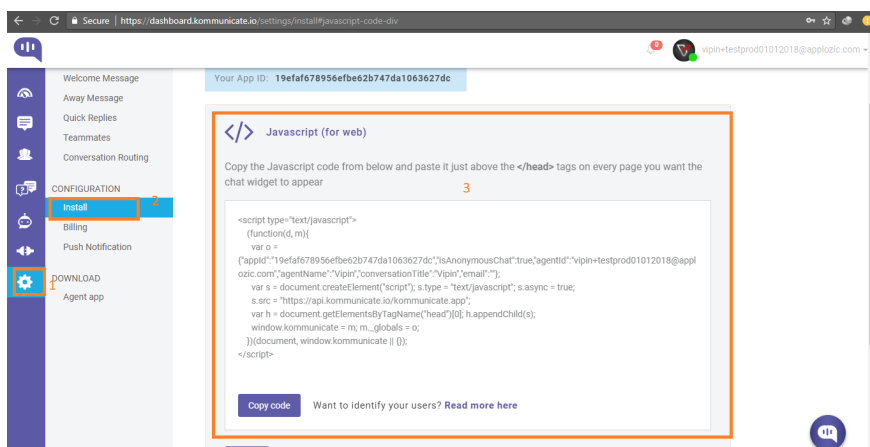 Secure | https://dashboard.kommunicate.io/settings/install#javascript-code-div
9
vipin+testprod01012018@applozic.com
Welcome Message
Away Message
Quick Replies
Teammates
Conversation Routing
CONFIGURATION
Install
2
Billing
Push Notification
1
DOWNLOAD
Agent app
Your App ID: 19efaf678956efbe62b747da1063627dc
</> Javascript (for web)
Copy the Javascript code from below and paste it just above the </head> tags on every page you want the
chat widget to appear
3
<script type="text/javascript">
(function(d, m){
var o =
{"appId":"19efaf678956efbe62b747da1063627dc","isAnonymousChat":true,"agentId":"vipin+testprod01012018@appl
ozic.com","agentName":"Vipin","conversationTitle":"Vipin","email":""};
var s = document.createElement("script"); s.type = "text/javascript"; s.async = true;
s.src = "https://api.kommunicate.io/kommunicate.app";
var h = document.getElementsByTagName("head")[0]; h.appendChild(s);
window.kommunicate = m; m._globals = o;
})(document, window.kommunicate || {});
</script>
Copy code
Want to identify your users? Read more here